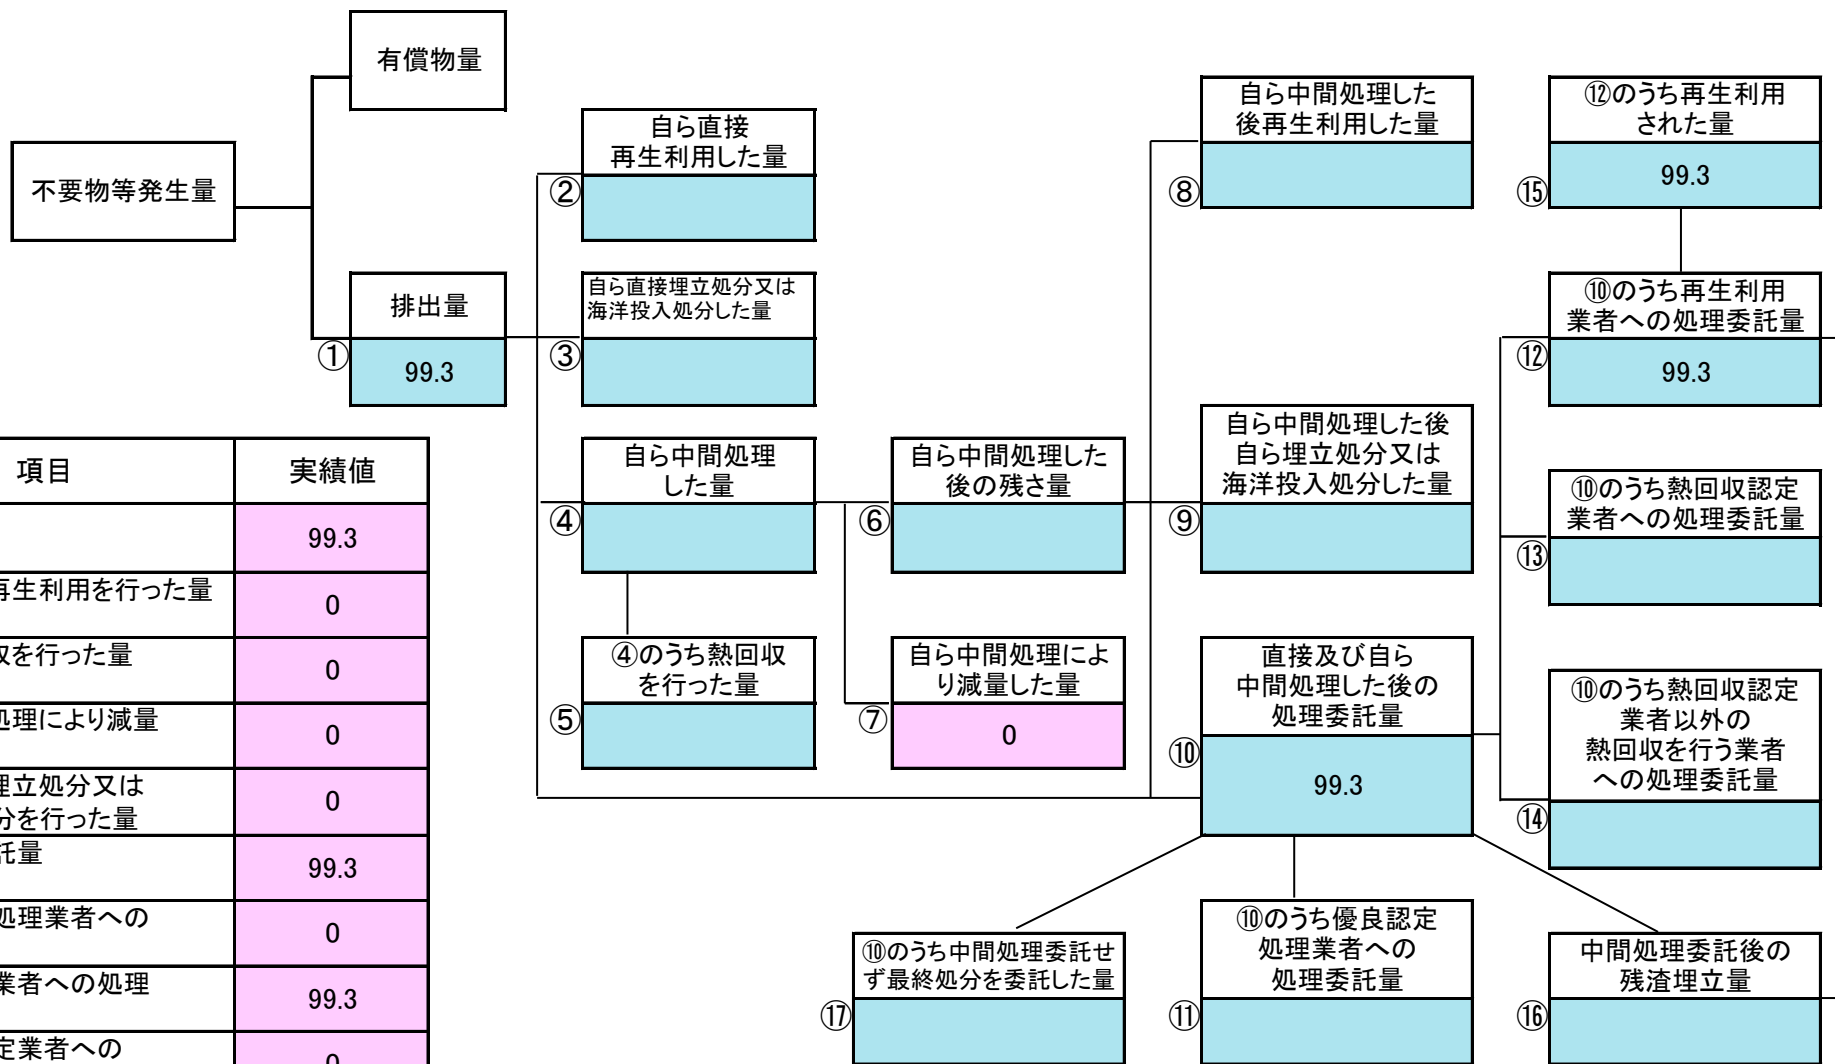 有償物量
不要物等発生量
排出量
①
99.3
自ら直接
再生利用した量
②
自ら直接埋立処分又は
海洋投入処分した量
③
自ら中間処理
した量
④
④のうち熱回収
を行った量
⑤
自ら中間処理した
後の残さ量
⑥
自ら中間処理によ
り減量した量
⑦
0
自ら中間処理した
後再生利用した量
⑧
自ら中間処理した後
自ら埋立処分又は
海洋投入処分した量
⑨
直接及び自ら
中間処理した後の
処理委託量
⑩
99.3
⑩のうち優良認定
処理業者への
処理委託量
⑪
⑫のうち再生利用
された量
⑮
99.3
⑩のうち再生利用
業者への処理委託量
⑫
99.3
⑩のうち熱回収認定
業者への処理委託量
⑬
⑩のうち熱回収認定
業者以外の
熱回収を行う業者
への処理委託量
⑭
中間処理委託後の
残渣埋立量
⑯
⑩のうち中間処理委託せ
ず最終処分を委託した量
⑰
項目 実績値
99.3
再生利用を行った量
0
を行った量
0
処理により減量
0
埋立処分又は
分を行った量
0
託量
99.3
処理業者への
0
業者への処理
99.3
定業者への
0